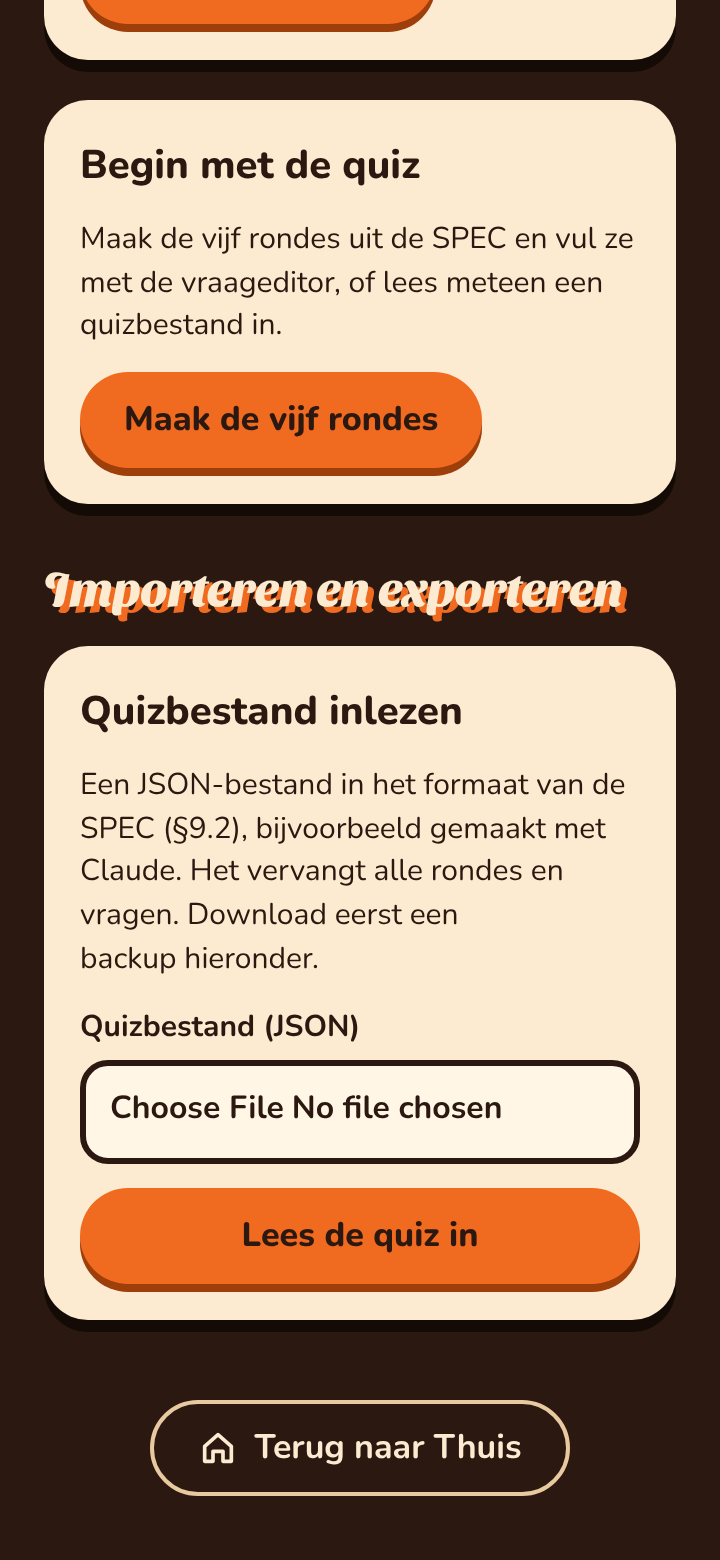 Begin met de quiz
Maak de vijf rondes uit de SPEC en vul ze
met de vraageditor, of lees meteen een
quizbestand in.
Maak de vijf rondes
Importeren en exporteren
Quizbestand inlezen
Een JSON-bestand in het formaat van de
SPEC (§9.2), bijvoorbeeld gemaakt met
Claude. Het vervangt alle rondes en
vragen. Download eerst een
backup hieronder.
Quizbestand (JSON)
Choose File No file chosen
Lees de quiz in
Terug naar Thuis